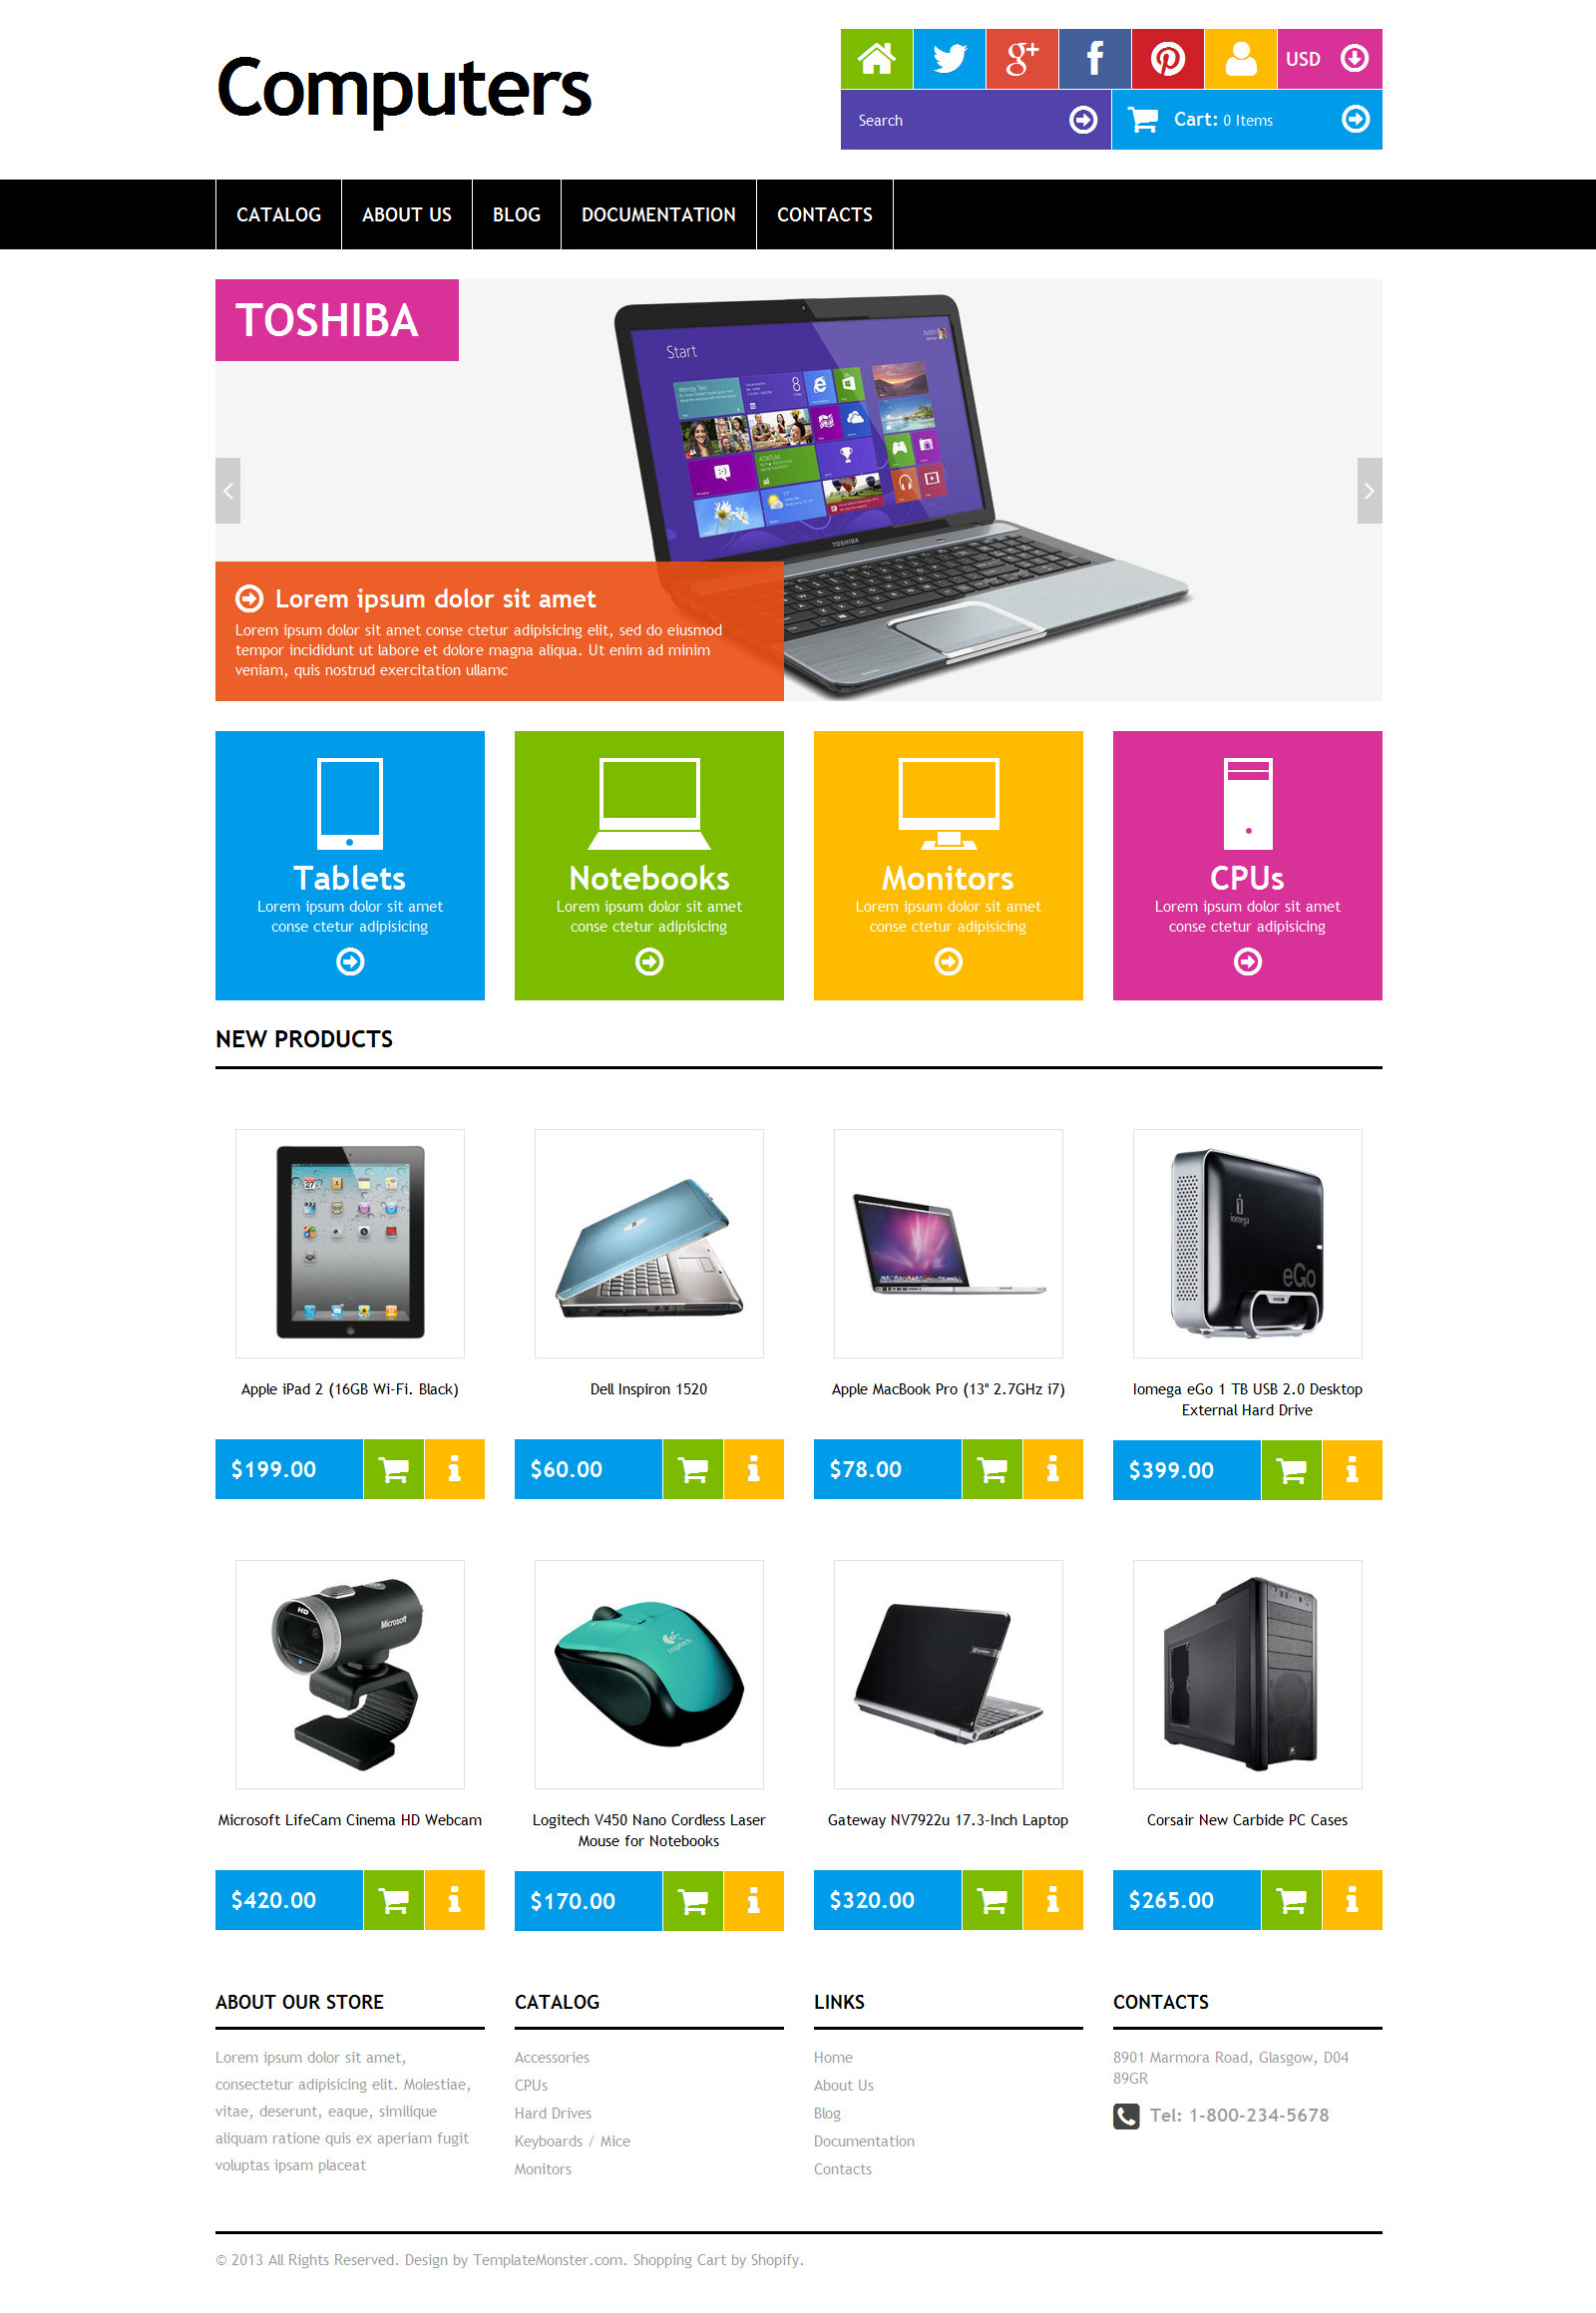 Computers
USD
Search
Cart: 0 Items
CATALOG
ABOUT US
BLOG
DOCUMENTATION
CONTACTS
TOSHIBA
Start
TOSHIBA
Lorem ipsum dolor sit amet
Lorem ipsum dolor sit amet conse ctetur adipisicing elit, sed do eiusmod
tempor incididunt ut labore et dolore magna aliqua. Ut enim ad minim
veniam, quis nostrud exercitation ullamc
Tablets
Lorem ipsum dolor sit amet
conse ctetur adipisicing
Notebooks
Lorem ipsum dolor sit amet
conse ctetur adipisicing
Monitors
Lorem ipsum dolor sit amet
conse ctetur adipisicing
CPUs
Lorem ipsum dolor sit amet
conse ctetur adipisicing
NEW PRODUCTS
iomega
eGo
Apple iPad 2 (16GB Wi-Fi. Black)
Dell Inspiron 1520
Apple MacBook Pro (13" 2.7GHz i7)
Iomega eGo 1 TB USB 2.0 Desktop
External Hard Drive
$199.00
$60.00
$78.00
$399.00
HD
Microsoft
Logitech
Microsoft LifeCam Cinema HD Webcam
Logitech V450 Nano Cordless Laser
Mouse for Notebooks
Gateway NV7922u 17.3-Inch Laptop
Corsair New Carbide PC Cases
$420.00
$170.00
$320.00
$265.00
ABOUT OUR STORE
Lorem ipsum dolor sit amet,
consectetur adipisicing elit. Molestiae,
vitae, deserunt, eaque, similique
aliquam ratione quis ex aperiam fugit
voluptas ipsam placeat
CATALOG
Accessories
CPUs
Hard Drives
Keyboards / Mice
Monitors
LINKS
Home
About Us
Blog
Documentation
Contacts
CONTACTS
8901 Marmora Road, Glasgow, D04
89GR
Tel: 1-800-234-5678
© 2013 All Rights Reserved. Design by TemplateMonster.com. Shopping Cart by Shopify.